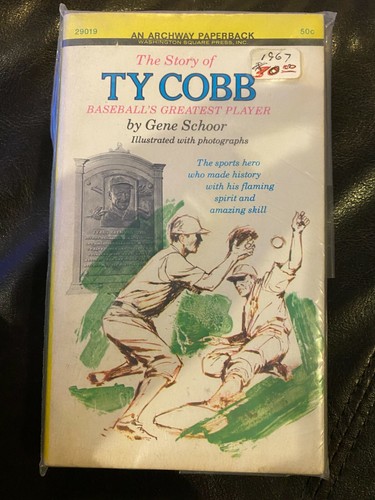 29019
AN ARCHWAY PAPERBACK
50¢
WASHINGTON SQUARE PRESS, INC.
1967
The Story of
TY COBB
BASEBALL'S GREATEST PLAYER
by Gene Schoor
Illustrated with photographs
The sports hero
who made history
with his flaming
spirit and
amazing skill